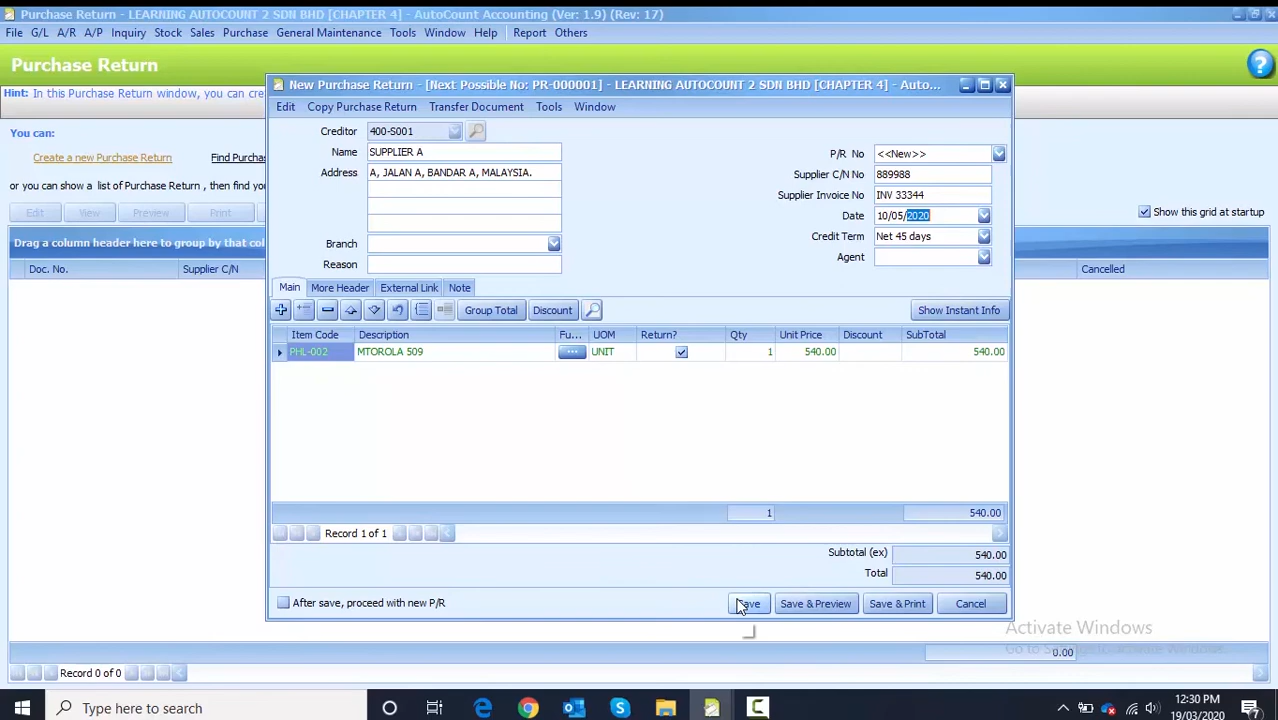 Purchase Return - LEARNING AUTOCOUNT 2 SDN BHD [CHAPTER 4] - AutoCount Accounting (Ver: 1.9) (Rev: 17)
File G/L A/R A/P Inquiry Stock Sales Purchase General Maintenance Tools Window Help Report Others
Purchase Return
Hint: In this Purchase Return window, you can cre
You can:
Create a new Purchase Return Find Purcha
or you can show a list of Purchase Return , then find yo
Edit View Preview Print
Show this grid at startup
Drag a column header here to group by that col
Doc. No. Supplier C/N Cancelled
New Purchase Return - [Next Possible No: PR-000001] - LEARNING AUTOCOUNT 2 SDN BHD [CHAPTER 4] - Auto...
Edit Copy Purchase Return Transfer Document Tools Window
Creditor 400-S001
Name SUPPLIER A
Address A, JALAN A, BANDAR A, MALAYSIA.
Branch
Reason
P/R No <<New>>
Supplier C/N No 889988
Supplier Invoice No INV 33344
Date 10/05/2020
Credit Term Net 45 days
Agent
Main More Header External Link Note
Group Total Discount Show Instant Info
Item Code Description Fu... UOM Return? Qty Unit Price Discount SubTotal
PHL-002 MTOROLA 509 ... UNIT 1 540.00 540.00
1 540.00
Record 1 of 1
Subtotal (ex) 540.00
Total 540.00
After save, proceed with new P/R Save & Preview Save & Print Cancel
Activate Windows
0.00
Record 0 of 0
Type here to search
12:30 PM
19/03/2020
7